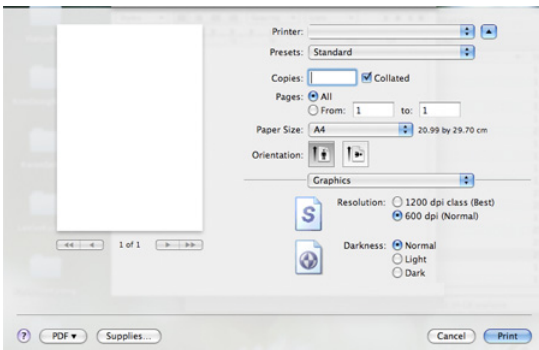 Printer:
Presets: Standard
Copies: Collated
Pages: All
From: 1 to: 1
Paper Size: A4 20.99 by 29.70 cm
Orientation:
Graphics
Resolution: 1200 dpi class (Best)
600 dpi (Normal)
Darkness: Normal
Light
Dark
1 of 1
? PDF Supplies... Cancel Print